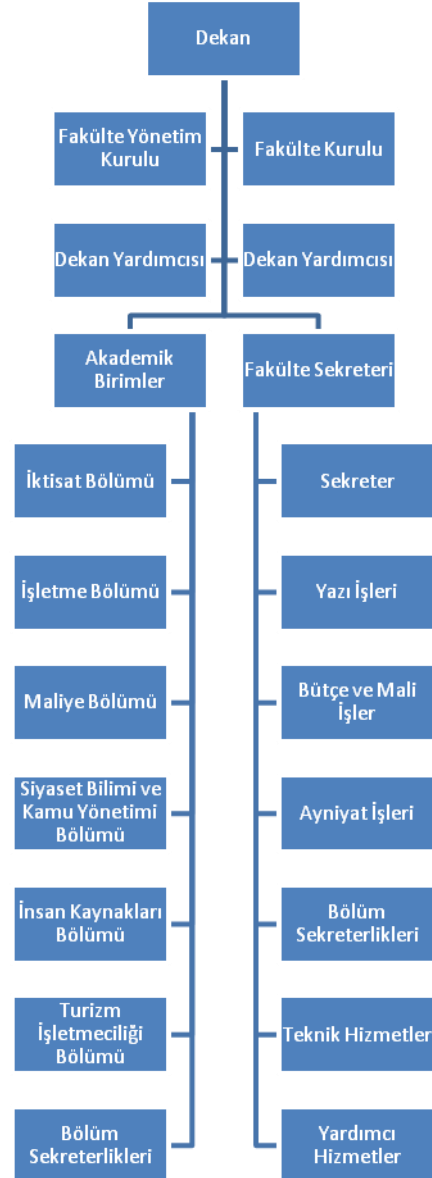 Dekan
Fakülte Yönetim
Kurulu
Fakülte Kurulu
Dekan Yardımcısı
Dekan Yardımcısı
Akademik
Birimler
Fakülte Sekreteri
İktisat Bölümü
Sekreter
İşletme Bölümü
Yazı İşleri
Maliye Bölümü
Bütçe ve Mali
İşler
Siyaset Bilimi ve
Kamu Yönetimi
Bölümü
Ayniyat İşleri
İnsan Kaynakları
Bölümü
Bölüm
Sekreterlikleri
Turizm
İşletmeciliği
Bölümü
Teknik Hizmetler
Bölüm
Sekreterlikleri
Yardımcı
Hizmetler